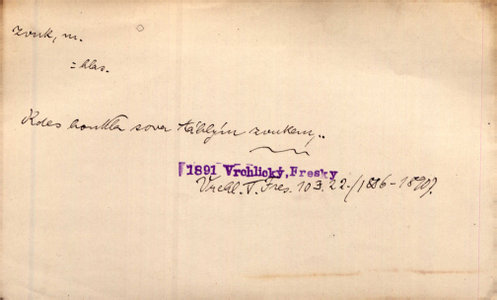 zvuk, m.
= hlas.
Kdes houkla sova táhlým zvukem,..
1891 Vrchlický, Fresky
Vrchl. V. Fres. 103. 22./1886-1890).